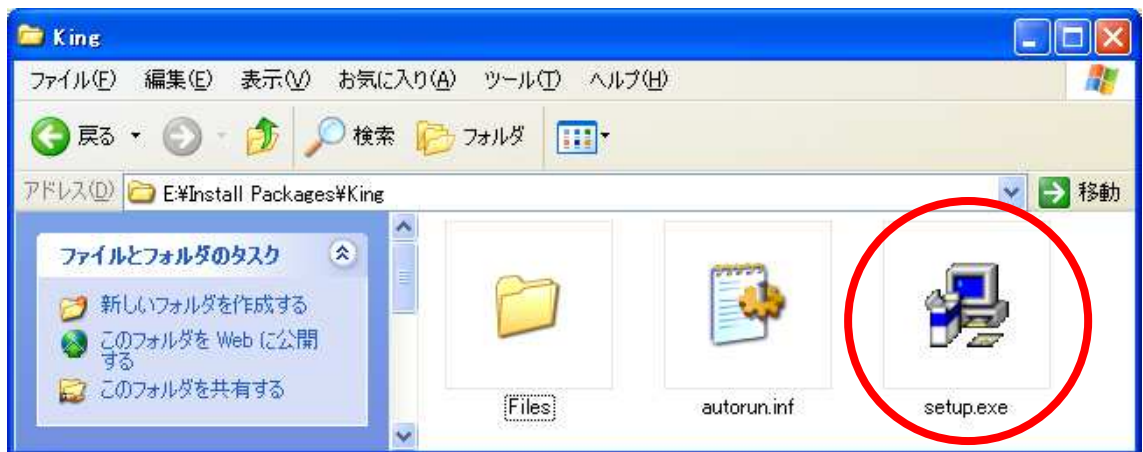 King
ファイル(F) 編集(E) 表示(V) お気に入り(A) ツール(T) ヘルプ(H)
戻る 検索 フォルダ
アドレス(D) E:¥Install Packages¥King 移動
ファイルとフォルダのタスク
新しいフォルダを作成する
このフォルダを Web に公開
する
このフォルダを共有する
Files autorun.inf setup.exe